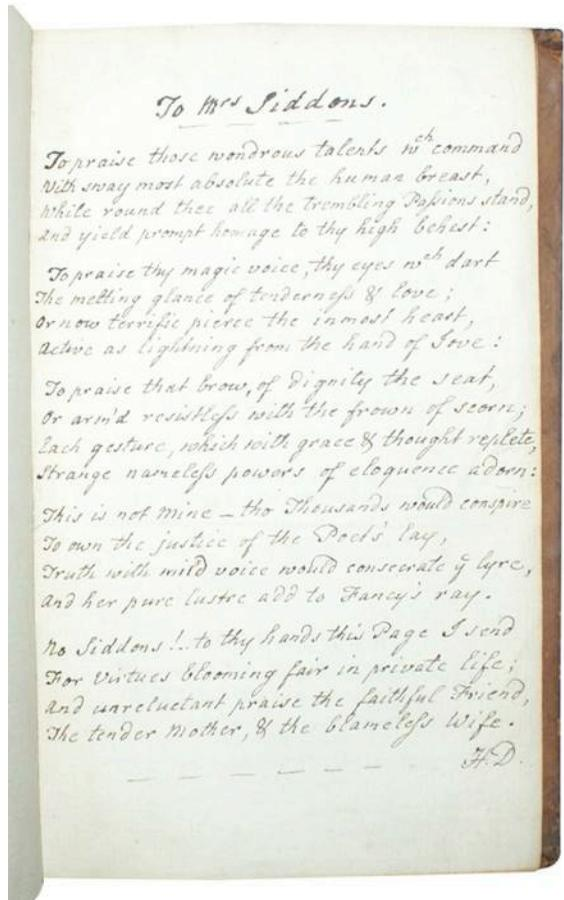 To Mrs Siddons.
To praise those wondrous talents wch command
With sway most absolute the human breast,
While round thee all the trembling Passions stand,
And yield prompt homage to thy high behest:
To praise thy magic voice, thy eyes wch dart
The melting glance of tenderness & love;
Or now terrific pierce the inmost heart,
Active as lightning from the hand of Jove:
To praise that brow, of dignity the seat,
Or arm'd resistless with the frown of scorn;
Each gesture, which with grace & thought replete,
Strange nameless powers of eloquence adorn:
This is not mine – tho Thousands would conspire
To own the justice of the Poet's lay,
Truth with mild voice would consecrate ye lyre,
And her pure lustre add to Fancy's ray.
No Siddons!.. to thy hands this Page I send
For virtues blooming fair in private life;
And unreluctant praise the faithful Friend,
The tender Mother, & the blameless Wife.
H.D.